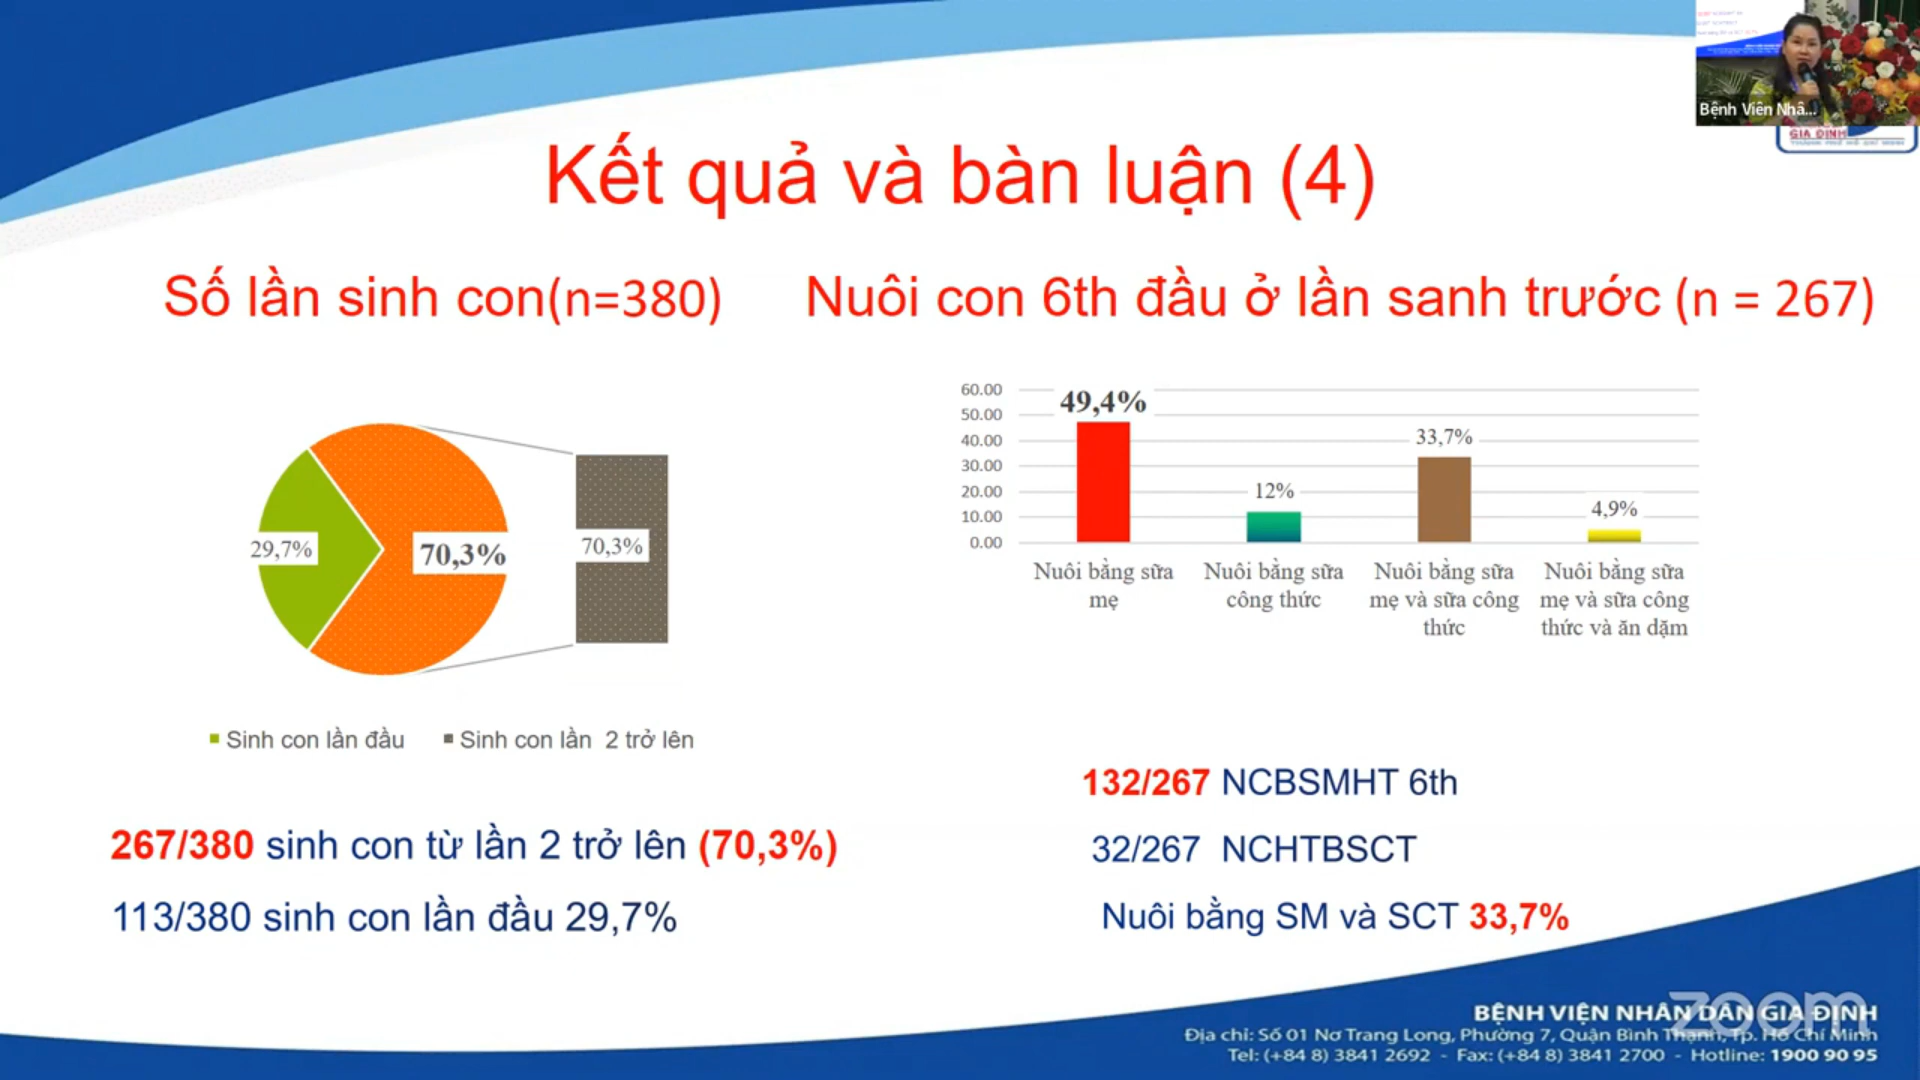 Bệnh Viện Nhâ...
GIA ĐỊNH
THÀNH PHỐ HỒ CHÍ MINH
Kết quả và bàn luận (4)
Số lần sinh con(n=380)
Nuôi con 6th đầu ở lần sanh trước (n = 267)
29,7%
70,3%
70,3%
Sinh con lần đầu
Sinh con lần 2 trở lên
267/380 sinh con từ lần 2 trở lên (70,3%)
113/380 sinh con lần đầu 29,7%
60.00
50.00
40.00
30.00
20.00
10.00
0.00
49,4%
12%
33,7%
4,9%
Nuôi bằng sữa
mẹ
Nuôi bằng sữa
công thức
Nuôi bằng sữa
mẹ và sữa công
thức
Nuôi bằng sữa
mẹ và sữa công
thức và ăn dặm
132/267 NCBSMHT 6th
32/267 NCHTBSCT
Nuôi bằng SM và SCT 33,7%
BỆNH VIỆN NHÂN DÂN GIA ĐỊNH
Địa chỉ: Số 01 Nơ Trang Long, Phường 7, Quận Bình Thạnh, Tp. Hồ Chí Minh
Tel: (+84 8) 3841 2692 - Fax: (+84 8) 3841 2700 - Hotline: 1900 90 95
zoom